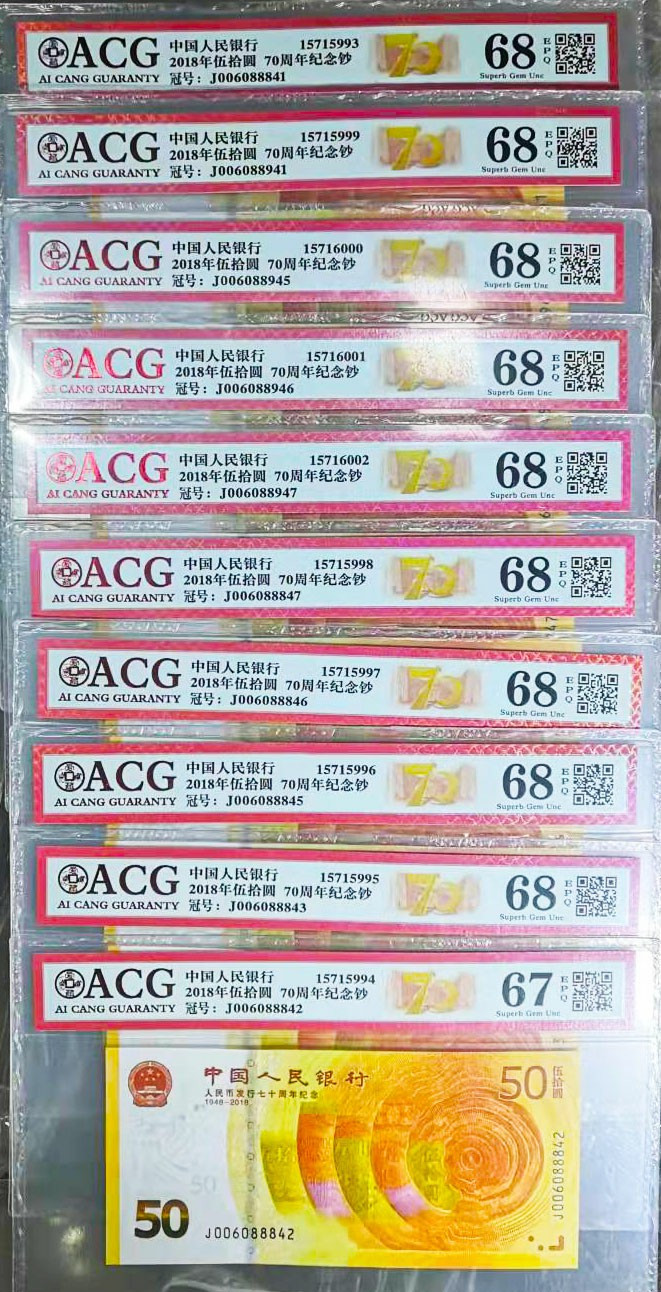 ACG
AI CANG GUARANTY
中国人民银行 15715993
2018年伍拾圆 70周年纪念钞
冠号：J006088841
70
68
EPQ
Superb Gem Unc
ACG
AI CANG GUARANTY
中国人民银行 15715999
2018年伍拾圆 70周年纪念钞
冠号：J006088941
70
68
EPQ
Superb Gem Unc
ACG
AI CANG GUARANTY
中国人民银行 15716000
2018年伍拾圆 70周年纪念钞
冠号：J006088945
70
68
EPQ
Superb Gem Unc
ACG
AI CANG GUARANTY
中国人民银行 15716001
2018年伍拾圆 70周年纪念钞
冠号：J006088946
70
68
EPQ
Superb Gem Unc
ACG
AI CANG GUARANTY
中国人民银行 15716002
2018年伍拾圆 70周年纪念钞
冠号：J006088947
70
68
EPQ
Superb Gem Unc
ACG
AI CANG GUARANTY
中国人民银行 15715998
2018年伍拾圆 70周年纪念钞
冠号：J006088847
70
68
EPQ
Superb Gem Unc
ACG
AI CANG GUARANTY
中国人民银行 15715997
2018年伍拾圆 70周年纪念钞
冠号：J006088846
70
68
EPQ
Superb Gem Unc
ACG
AI CANG GUARANTY
中国人民银行 15715996
2018年伍拾圆 70周年纪念钞
冠号：J006088845
70
68
EPQ
Superb Gem Unc
ACG
AI CANG GUARANTY
中国人民银行 15715995
2018年伍拾圆 70周年纪念钞
冠号：J006088843
70
68
EPQ
Superb Gem Unc
ACG
AI CANG GUARANTY
中国人民银行 15715994
2018年伍拾圆 70周年纪念钞
冠号：J006088842
70
67
EPQ
Superb Gem Unc
中国人民银行
人民币发行七十周年纪念
1948-2018
50
伍拾圆
J006088842
50
50
J006088842